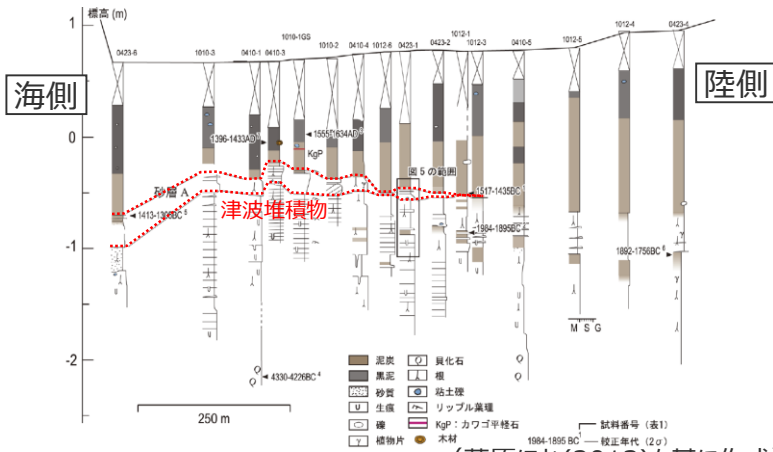 標高 (m)
1
0
-1
-2
0423-6
1010-3
0410-1
0410-3
1010-1GS
1010-2
0410-4
1012-6
0423-1
0423-2
1012-1
1012-3
0410-5
1012-5
1012-4
0423-4
海側
陸側
1396-1433AD
1555-1634AD
KgP
図5の範囲
砂層 A
津波堆積物
1517-1435BC
1984-1895BC
1892-1756BC 6
4330-4226BC 4
M S G
250 m
泥炭
黒泥
砂質
生痕
礫
植物片
貝化石
根
粘土礫
リップル葉理
KgP：カワゴ平軽石
木材
試料番号 (表1)
1984-1895 BC 1
較正年代 (2σ)